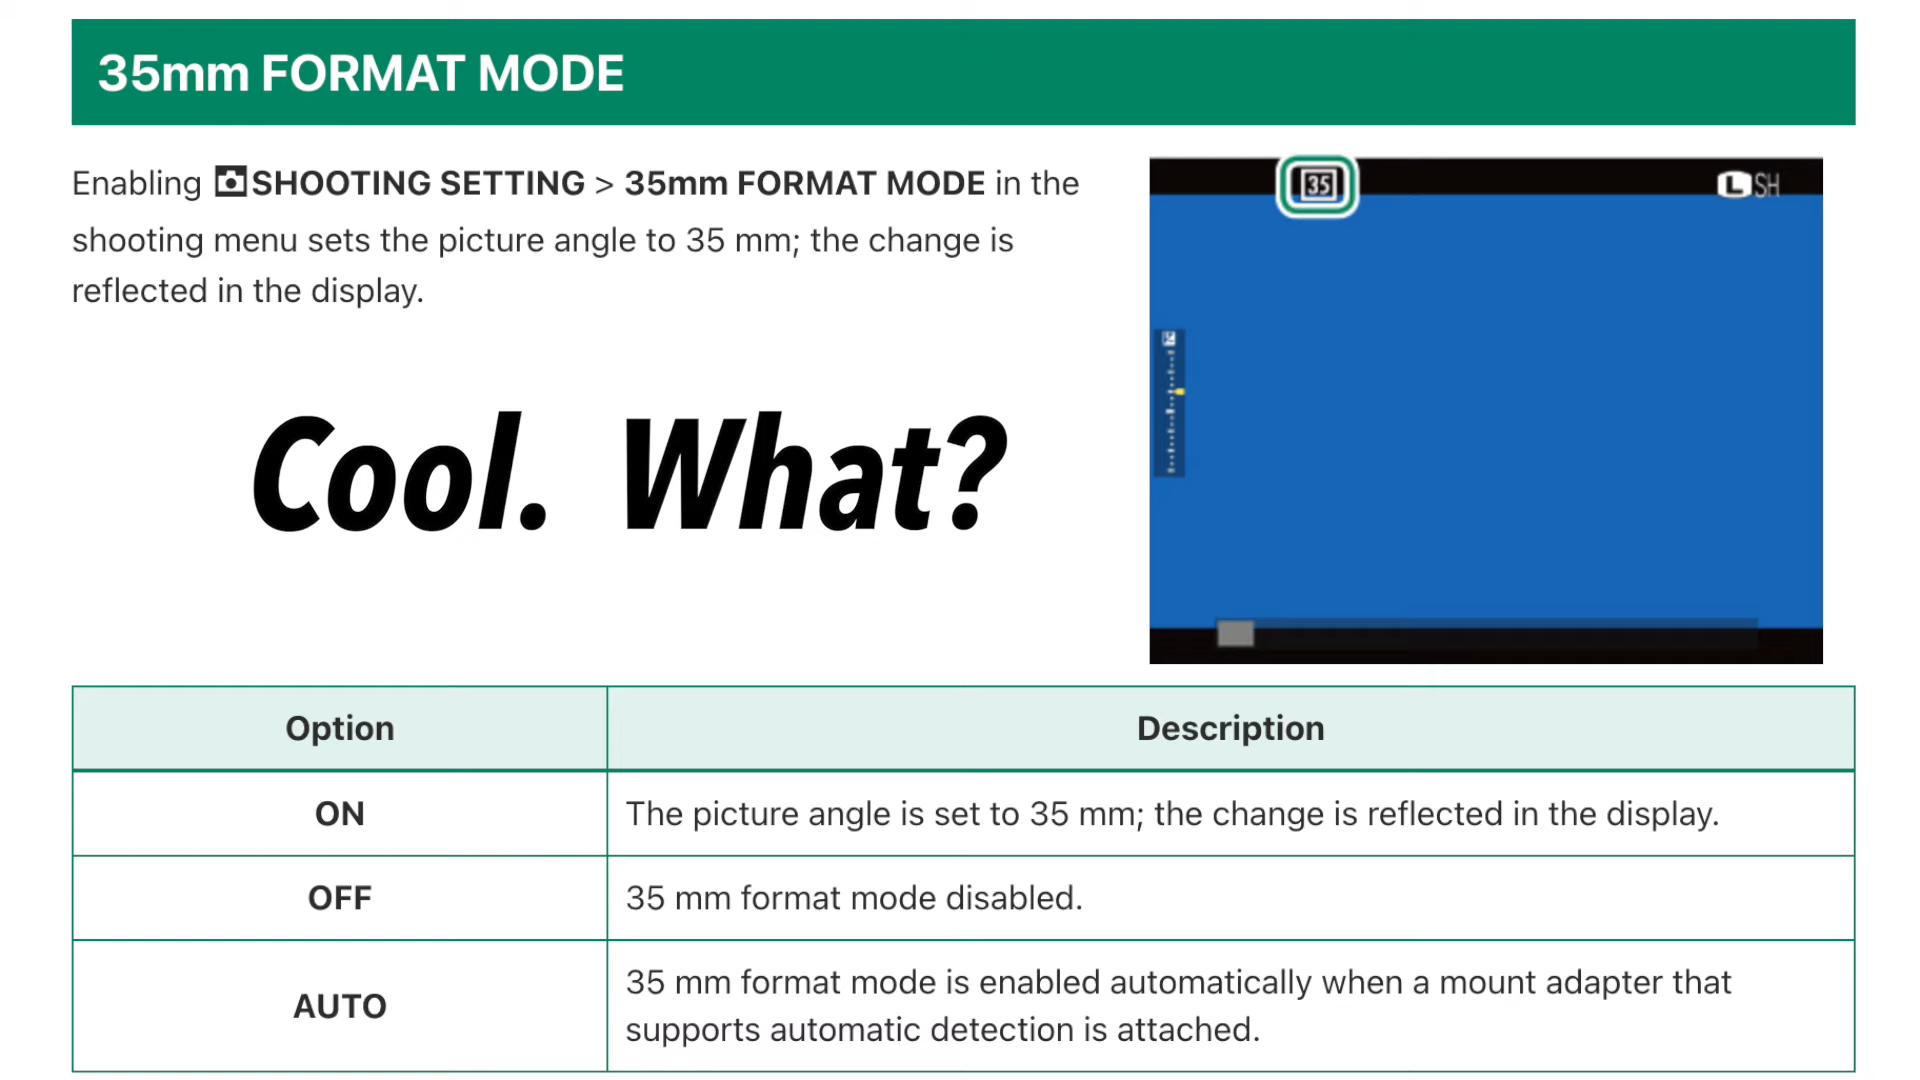 35mm FORMAT MODE
Enabling SHOOTING SETTING > 35mm FORMAT MODE in the
shooting menu sets the picture angle to 35 mm; the change is
reflected in the display.
35
L SH
Cool. What?
Option Description
ON The picture angle is set to 35 mm; the change is reflected in the display.
OFF 35 mm format mode disabled.
AUTO 35 mm format mode is enabled automatically when a mount adapter that
supports automatic detection is attached.